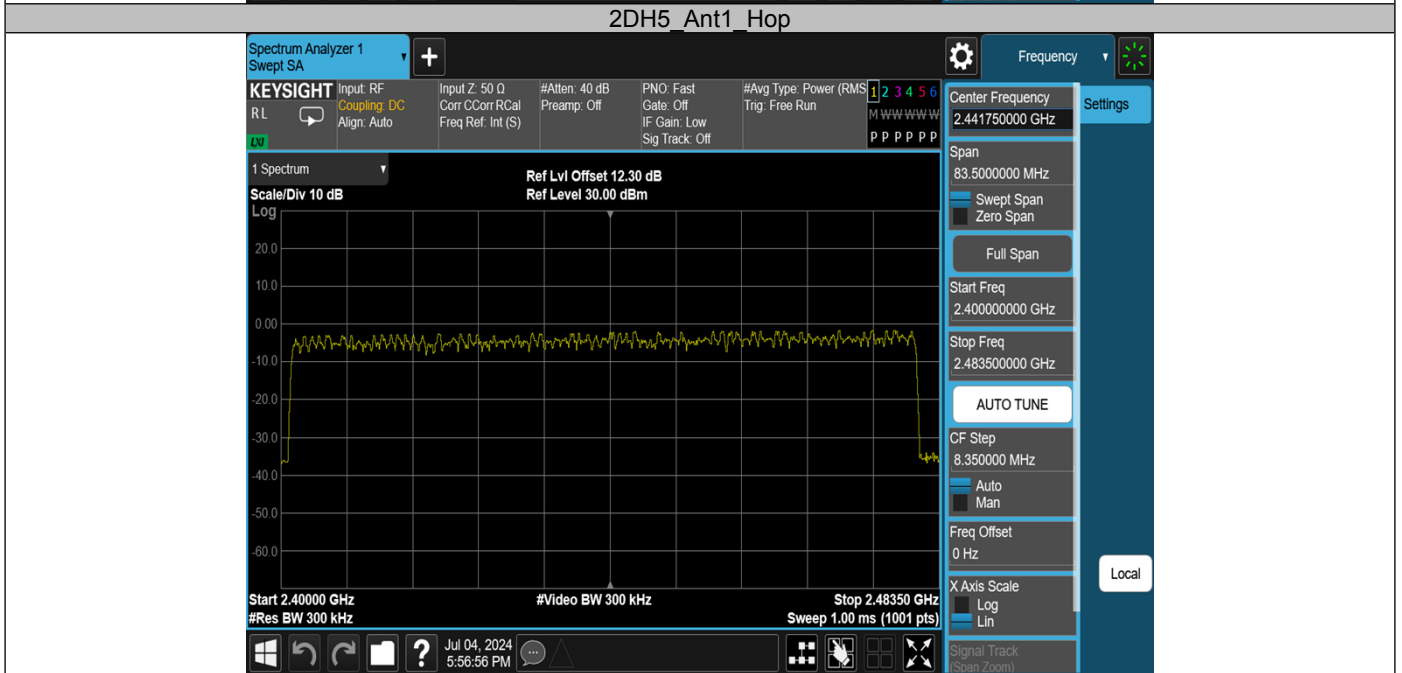 2DH5_Ant1_Hop
Spectrum Analyzer 1
Swept SA
+
Frequency
KEYSIGHT
RL
LXI
Input: RF
Coupling: DC
Align: Auto
Input Z: 50 Ω
Corr CCorr RCal
Freq Ref: Int (S)
#Atten: 40 dB
Preamp: Off
PNO: Fast
Gate: Off
IF Gain: Low
Sig Track: Off
#Avg Type: Power (RMS
Trig: Free Run
1 2 3 4 5 6
M W W W W W
P P P P P P
Center Frequency
2.441750000 GHz
Settings
1 Spectrum
Scale/Div 10 dB
Ref Lvl Offset 12.30 dB
Ref Level 30.00 dBm
Log
20.0
10.0
0.00
-10.0
-20.0
-30.0
-40.0
-50.0
-60.0
Start 2.40000 GHz
#Res BW 300 kHz
#Video BW 300 kHz
Stop 2.48350 GHz
Sweep 1.00 ms (1001 pts)
Span
83.5000000 MHz
Swept Span
Zero Span
Full Span
Start Freq
2.400000000 GHz
Stop Freq
2.483500000 GHz
AUTO TUNE
CF Step
8.350000 MHz
Auto
Man
Freq Offset
0 Hz
X Axis Scale
Log
Lin
Signal Track
(Span Zoom)
Local
?
Jul 04, 2024
5:56:56 PM